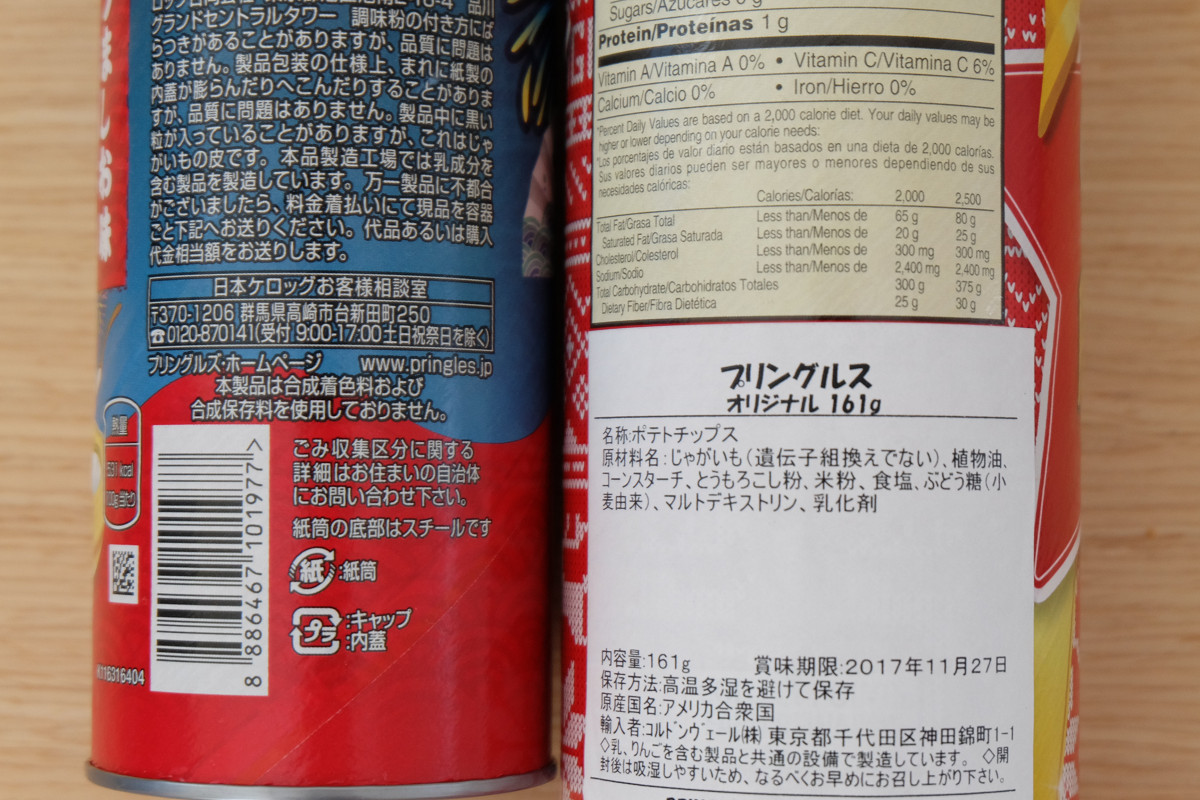 グランドセントラルタワー 調味粉の付き方にば
らつきがあることがありますが、品質に問題は
ありません。製品包装の仕様上、まれに紙製の
内蓋が膨らんだりへこんだりすることがありま
すが、品質に問題はありません。製品中に黒い
粒が入っていることがありますが、これはじゃ
がいもの皮です。本品製造工場では乳成分を
含む製品を製造しています。万一製品に不都合
がございましたら、料金着払いにて現品を容器
ごと下記へお送りください。代品あるいは購入
代金相当額をお送りします。
日本ケロッグお客様相談室
〒370-1206 群馬県高崎市台新田町250
☎0120-870141(受付 9:00-17:00 土日祝祭日を除く)
プリングルズ・ホームページ www.pringles.jp
本製品は合成着色料および
合成保存料を使用しておりません。
ごみ収集区分に関する
詳細はお住まいの自治体
にお問い合わせ下さい。
紙筒の底部はスチールです
紙:紙筒
プラ:キャップ
:内蓋
8 886467 101977 >
しお味
Sugars/Azúcares
Protein/Proteínas 1 g
Vitamin A/Vitamina A 0% • Vitamin C/Vitamina C 6%
Calcium/Calcio 0% • Iron/Hierro 0%
*Percent Daily Values are based on a 2,000 calorie diet. Your daily values may be
higher or lower depending on your calorie needs:
*Los porcentajes de valor diario están basados en una dieta de 2,000 calorías.
Sus valores diarios pueden ser mayores o menores dependiendo de sus
necesidades calóricas:
Calories/Calorías: 2,000 2,500
Total Fat/Grasa Total Less than/Menos de 65 g 80 g
Saturated Fat/Grasa Saturada Less than/Menos de 20 g 25 g
Cholesterol/Colesterol Less than/Menos de 300 mg 300 mg
Sodium/Sodio Less than/Menos de 2,400 mg 2,400 mg
Total Carbohydrate/Carbohidratos Totales 300 g 375 g
Dietary Fiber/Fibra Dietética 25 g 30 g
プリングルス
オリジナル 161g
名称:ポテトチップス
原材料名:じゃがいも(遺伝子組換えでない)、植物油、
コーンスターチ、とうもろこし粉、米粉、食塩、ぶどう糖(小
麦由来)、マルトデキストリン、乳化剤
内容量:161g 賞味期限:2017年11月27日
保存方法:高温多湿を避けて保存
原産国名:アメリカ合衆国
輸入者:コルドンヴェール㈱ 東京都千代田区神田錦町1-1
◇乳、りんごを含む製品と共通の設備で製造しています。 ◇開
封後は吸湿しやすいため、なるべくお早めにお召し上がり下さい。